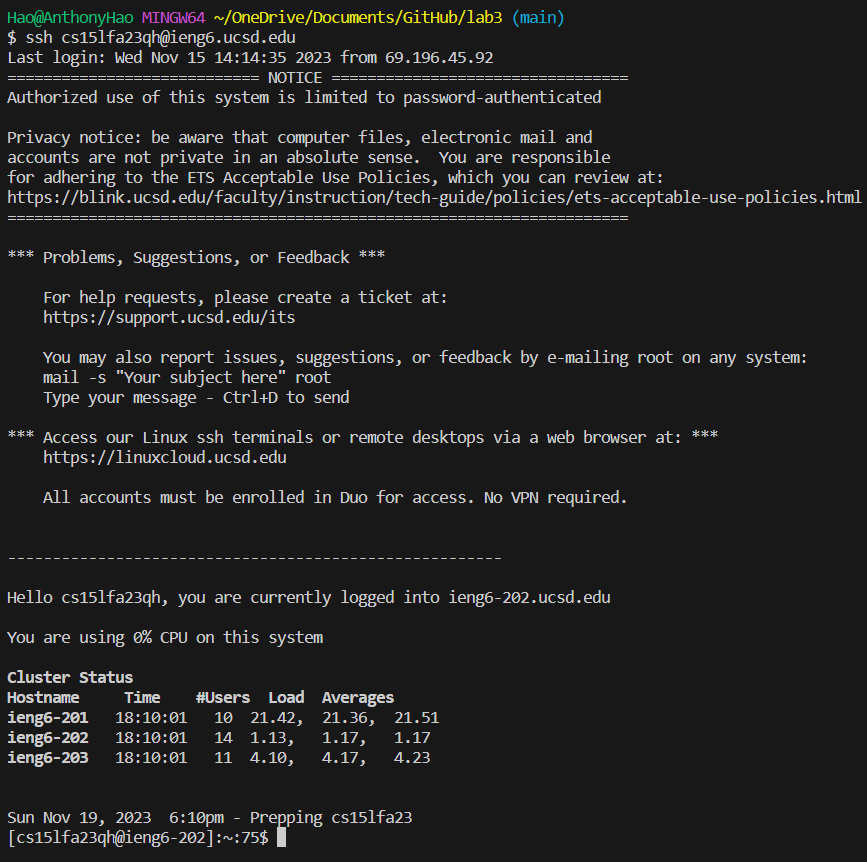 Hao@AnthonyHao MINGW64 ~/OneDrive/Documents/GitHub/lab3 (main)
$ ssh cs15lfa23qh@ieng6.ucsd.edu
Last login: Wed Nov 15 14:14:35 2023 from 69.196.45.92
============================ NOTICE =================================
Authorized use of this system is limited to password-authenticated
Privacy notice: be aware that computer files, electronic mail and
accounts are not private in an absolute sense.  You are responsible
for adhering to the ETS Acceptable Use Policies, which you can review at:
https://blink.ucsd.edu/faculty/instruction/tech-guide/policies/ets-acceptable-use-policies.html
=====================================================================
*** Problems, Suggestions, or Feedback ***
    For help requests, please create a ticket at:
    https://support.ucsd.edu/its
    You may also report issues, suggestions, or feedback by e-mailing root on any system:
    mail -s "Your subject here" root
    Type your message - Ctrl+D to send
*** Access our Linux ssh terminals or remote desktops via a web browser at: ***
    https://linuxcloud.ucsd.edu
    All accounts must be enrolled in Duo for access. No VPN required.
-------------------------------------------------------
Hello cs15lfa23qh, you are currently logged into ieng6-202.ucsd.edu
You are using 0% CPU on this system
Cluster Status
Hostname     Time    #Users  Load  Averages
ieng6-201   18:10:01   10  21.42,  21.36,  21.51
ieng6-202   18:10:01   14  1.13,   1.17,   1.17
ieng6-203   18:10:01   11  4.10,   4.17,   4.23
Sun Nov 19, 2023  6:10pm - Prepping cs15lfa23
[cs15lfa23qh@ieng6-202]:~:75$